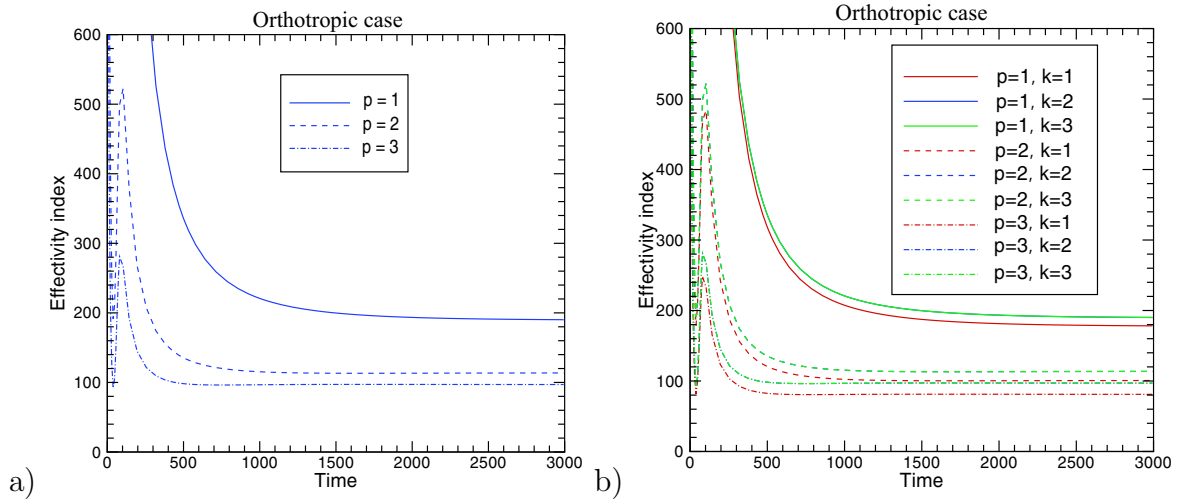 Orthotropic case
600
500
400
300
200
100
0
Effectivity index
p = 1
p = 2
p = 3
0
500
1000
1500
2000
2500
3000
Time
a)
Orthotropic case
600
500
400
300
200
100
0
Effectivity index
p=1, k=1
p=1, k=2
p=1, k=3
p=2, k=1
p=2, k=2
p=2, k=3
p=3, k=1
p=3, k=2
p=3, k=3
0
500
1000
1500
2000
2500
3000
Time
b)